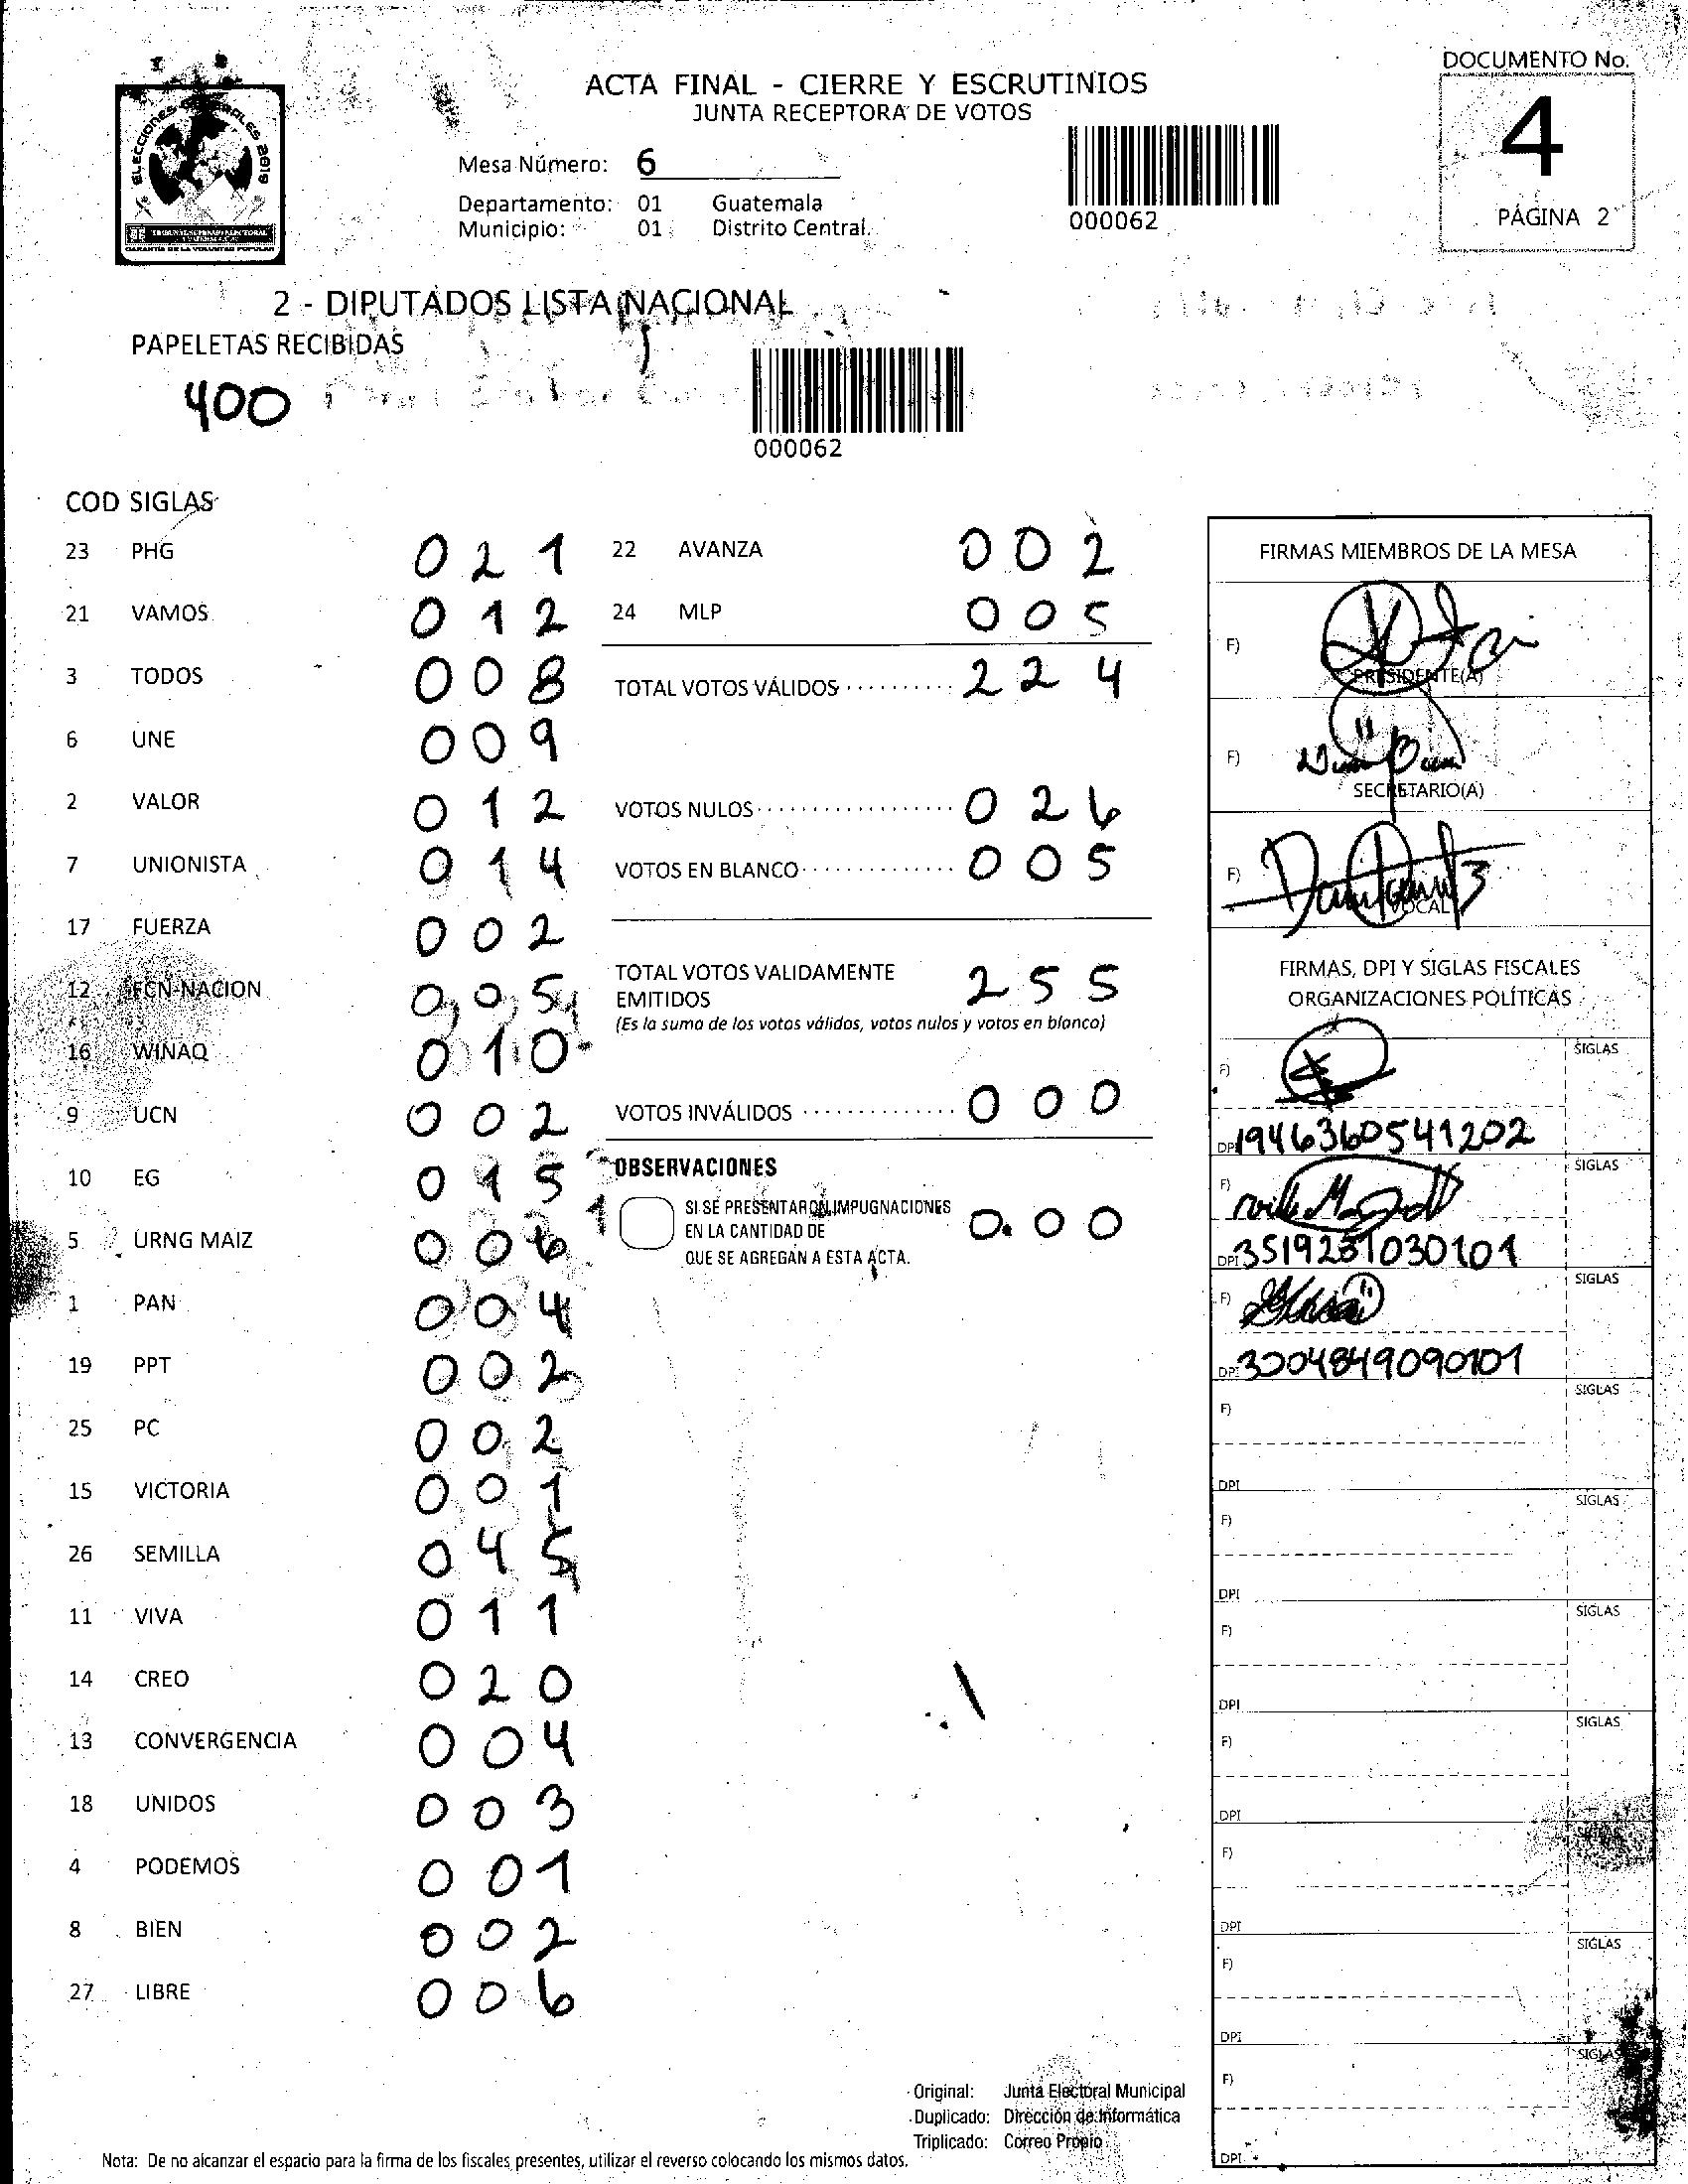 DOCUMENTO No.
4
PÁGINA 2
ACTA FINAL - CIERRE Y ESCRUTINIOS
JUNTA RECEPTORA DE VOTOS
ELECCIONES GENERALES 2019
Mesa Número: 6
Departamento: 01 Guatemala
Municipio: 01 Distrito Central.
000062
2 - DIPUTADOS LISTA NACIONAL
PAPELETAS RECIBIDAS
400
000062
COD SIGLAS
23 PHG 021
21 VAMOS 012
3 TODOS 008
6 UNE 009
2 VALOR 012
7 UNIONISTA 014
17 FUERZA 002
12 FCN-NACION 005
16 WINAQ 010
9 UCN 002
10 EG 015
5 URNG MAIZ 006
1 PAN 004
19 PPT 002
25 PC 002
15 VICTORIA 001
26 SEMILLA 045
11 VIVA 011
14 CREO 020
13 CONVERGENCIA 004
18 UNIDOS 003
4 PODEMOS 001
8 BIEN 002
27 LIBRE 006
22 AVANZA 002
24 MLP 005
TOTAL VOTOS VÁLIDOS 224
VOTOS NULOS 026
VOTOS EN BLANCO 005
TOTAL VOTOS VALIDAMENTE
EMITIDOS 255
(Es la suma de los votos válidos, votos nulos y votos en blanco)
VOTOS INVÁLIDOS 000
OBSERVACIONES
SI SE PRESENTARON IMPUGNACIONES
EN LA CANTIDAD DE 000
QUE SE AGREGAN A ESTA ACTA.
FIRMAS MIEMBROS DE LA MESA
F)
PRESIDENTE(A)
F)
SECRETARIO(A)
F)
VOCAL
FIRMAS, DPI Y SIGLAS FISCALES
ORGANIZACIONES POLÍTICAS
F) SIGLAS
DPI 1946360541202
F) SIGLAS
DPI 3519251030101
F) SIGLAS
DPI 3004849090101
F) SIGLAS
DPI
F) SIGLAS
DPI
F) SIGLAS
DPI
F) SIGLAS
DPI
F) SIGLAS
DPI
F) SIGLAS
DPI
F) SIGLAS
DPI
Original: Junta Electoral Municipal
Duplicado: Dirección de Informática
Triplicado: Correo Propio
Nota: De no alcanzar el espacio para la firma de los fiscales presentes, utilizar el reverso colocando los mismos datos.